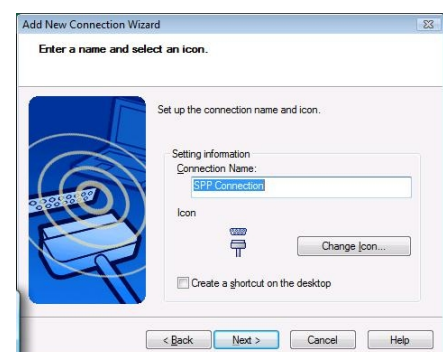 Add New Connection Wizard
Enter a name and select an icon.
Set up the connection name and icon.
Setting information
Connection Name:
SPP Connection
Icon
Change Icon...
Create a shortcut on the desktop
< Back Next > Cancel Help